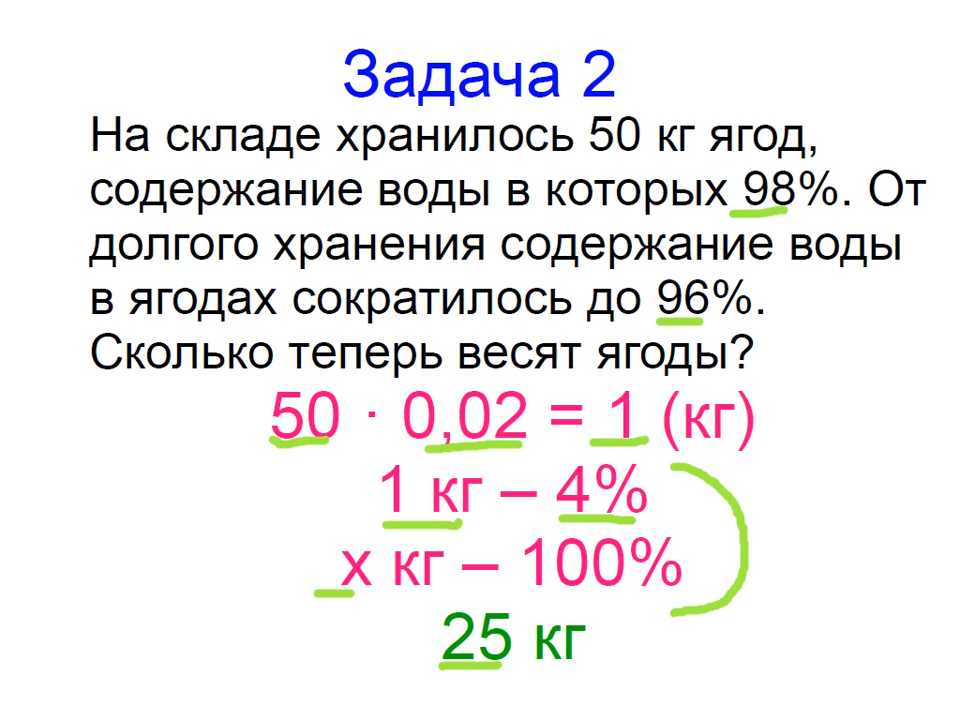 Задача 2
На складе хранилось 50 кг ягод,
содержание воды в которых 98%. От
долгого хранения содержание воды
в ягодах сократилось до 96%.
Сколько теперь весят ягоды?
50 · 0,02 = 1 (кг)
1 кг – 4%
х кг – 100%
25 кг